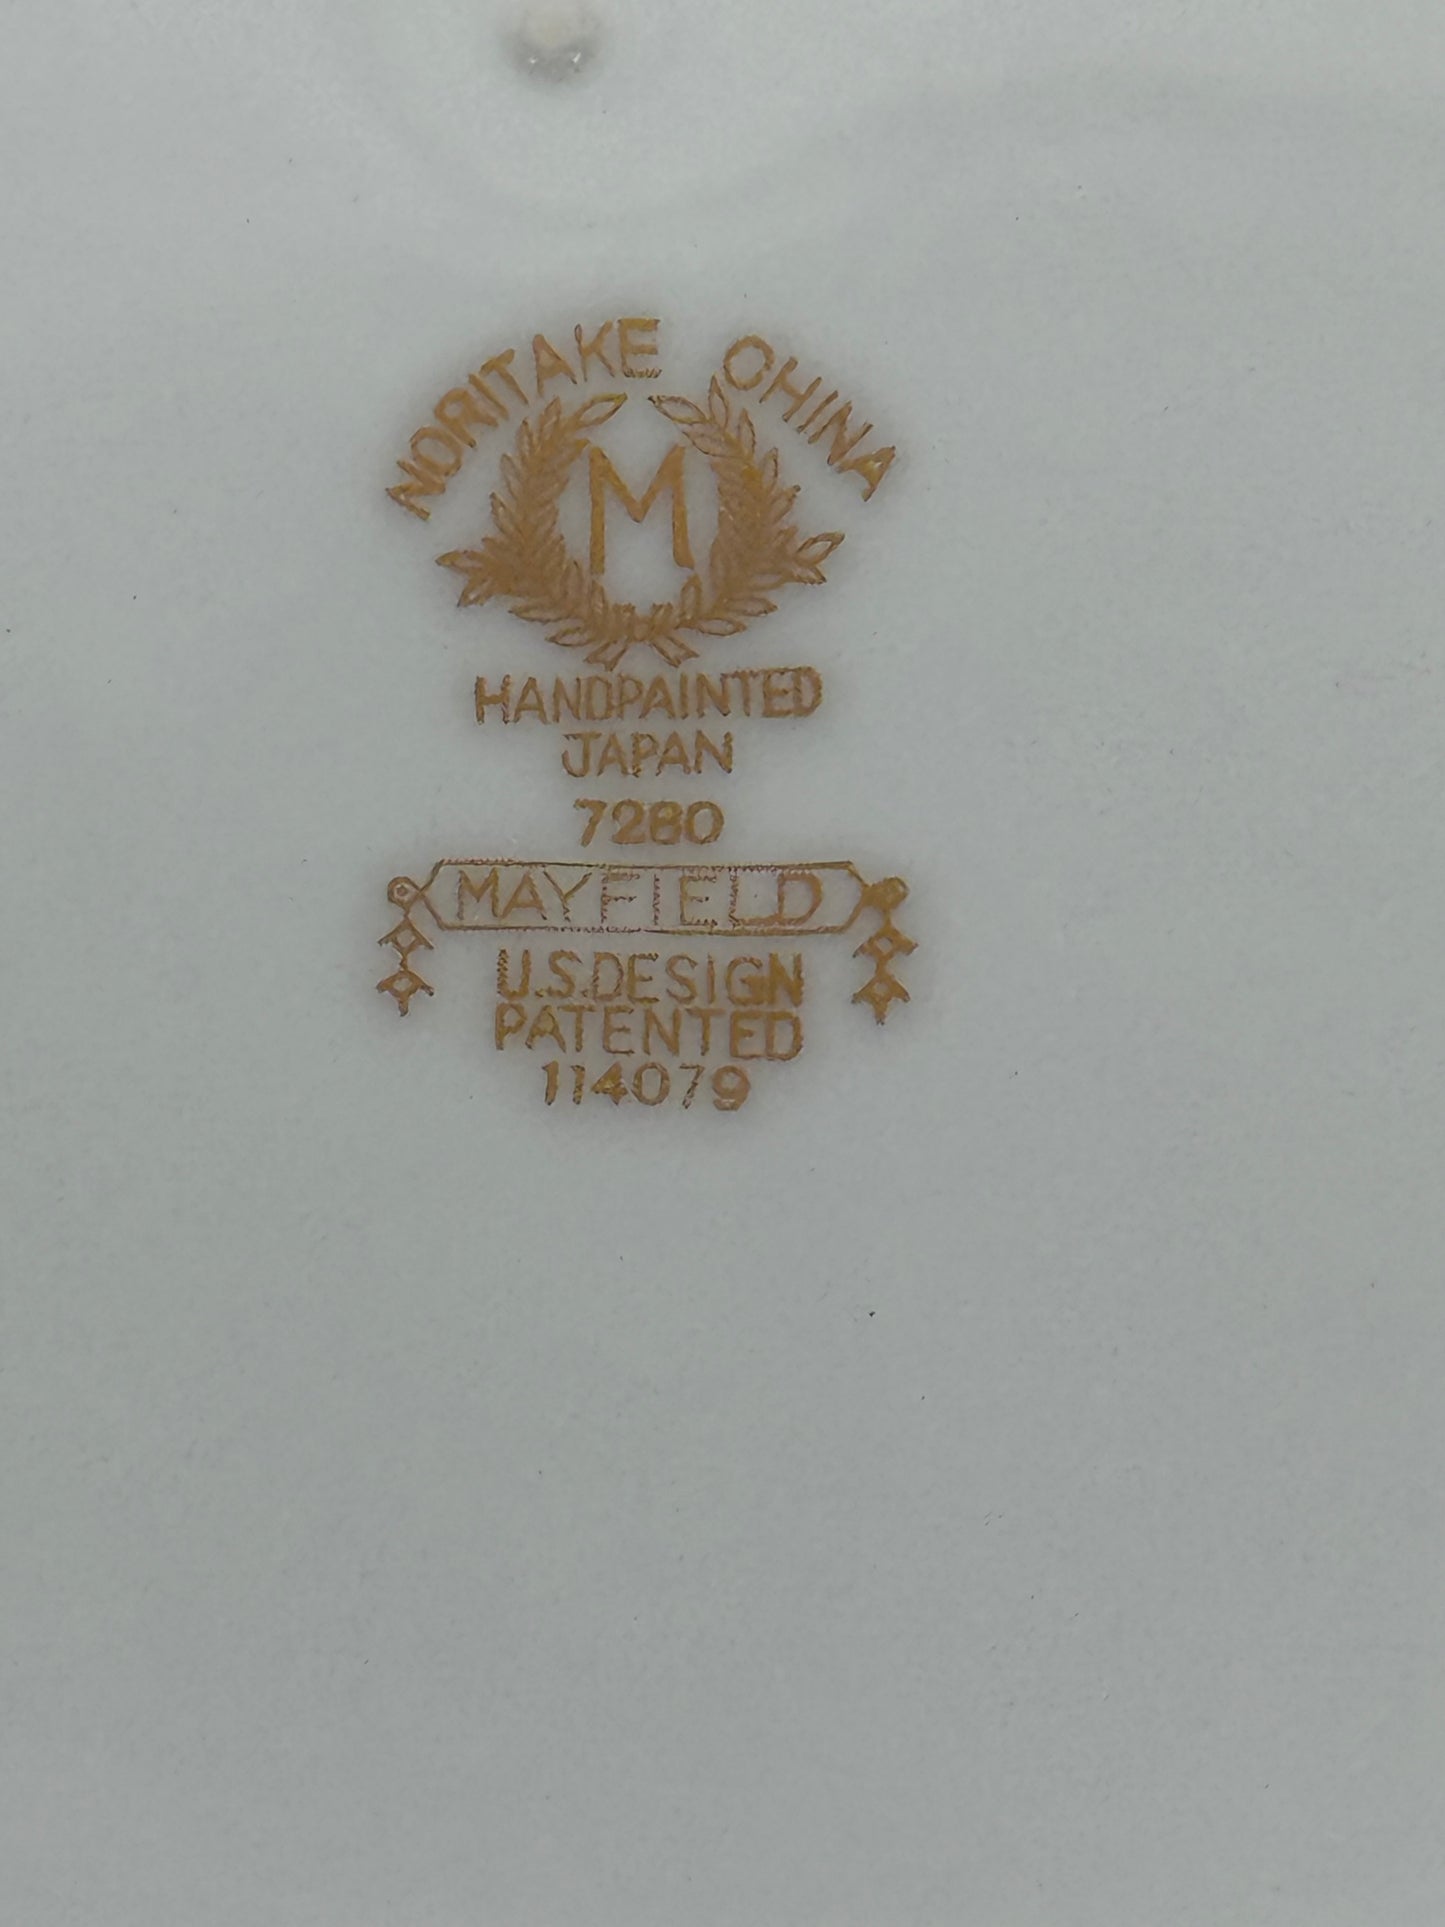 NORITAKE CHINA
M
HANDPAINTED
JAPAN
7280
MAYFIELD
U.S.DESIGN
PATENTED
114079